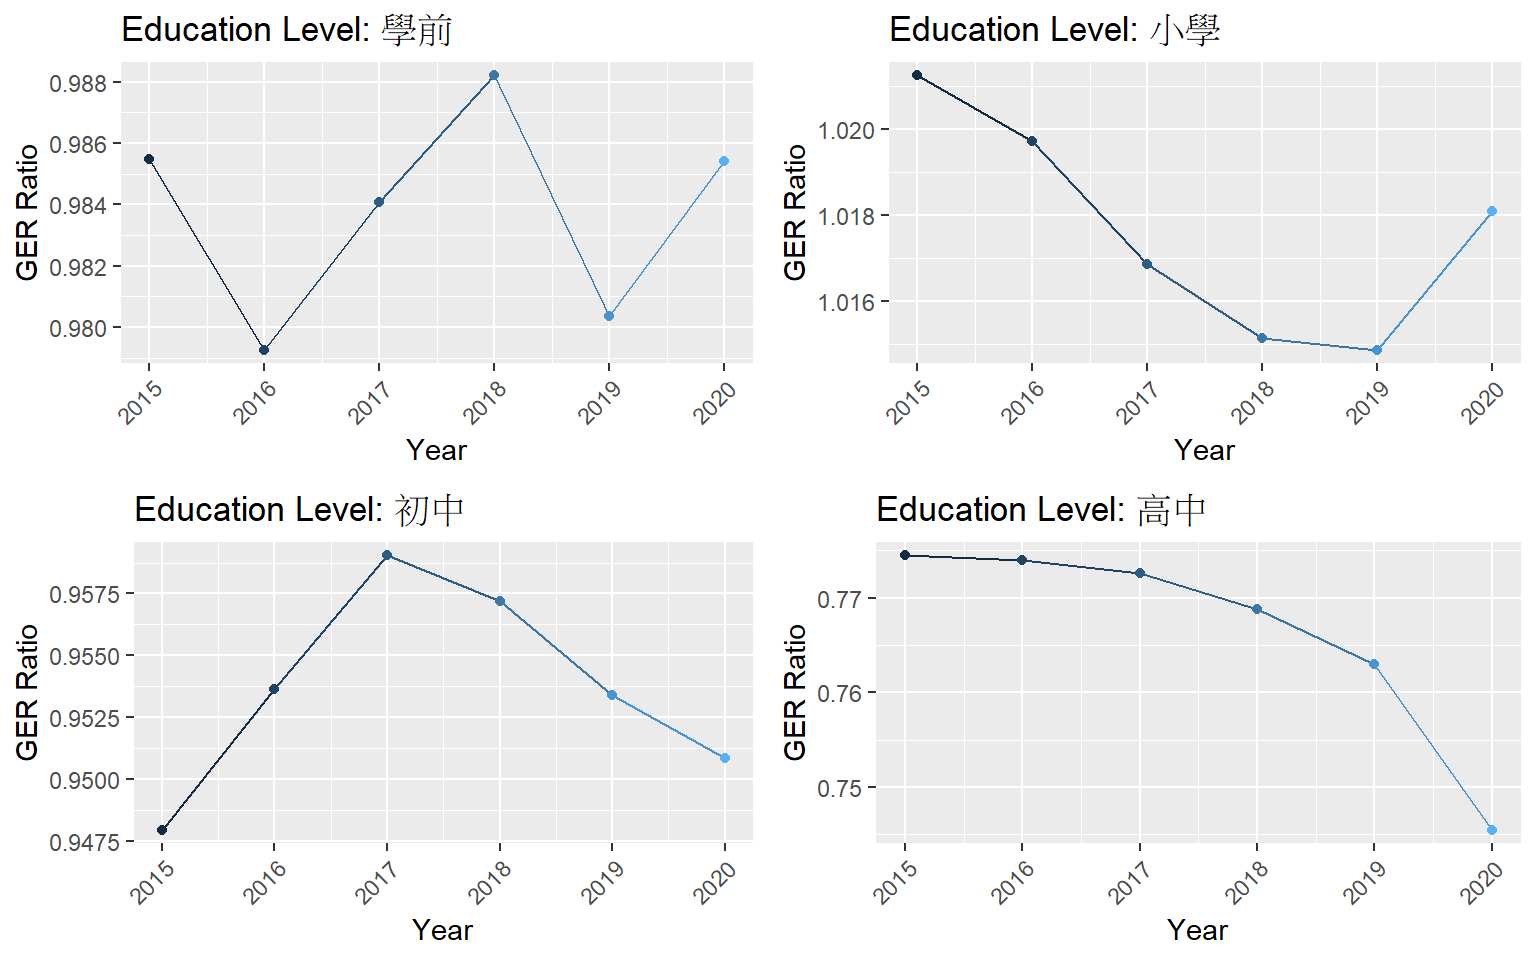 Education Level: 學前
GER Ratio
0.988
0.986
0.984
0.982
0.980
2015 2016 2017 2018 2019 2020
Year
Education Level: 小學
GER Ratio
1.020
1.018
1.016
2015 2016 2017 2018 2019 2020
Year
Education Level: 初中
GER Ratio
0.9575
0.9550
0.9525
0.9500
0.9475
2015 2016 2017 2018 2019 2020
Year
Education Level: 高中
GER Ratio
0.77
0.76
0.75
2015 2016 2017 2018 2019 2020
Year